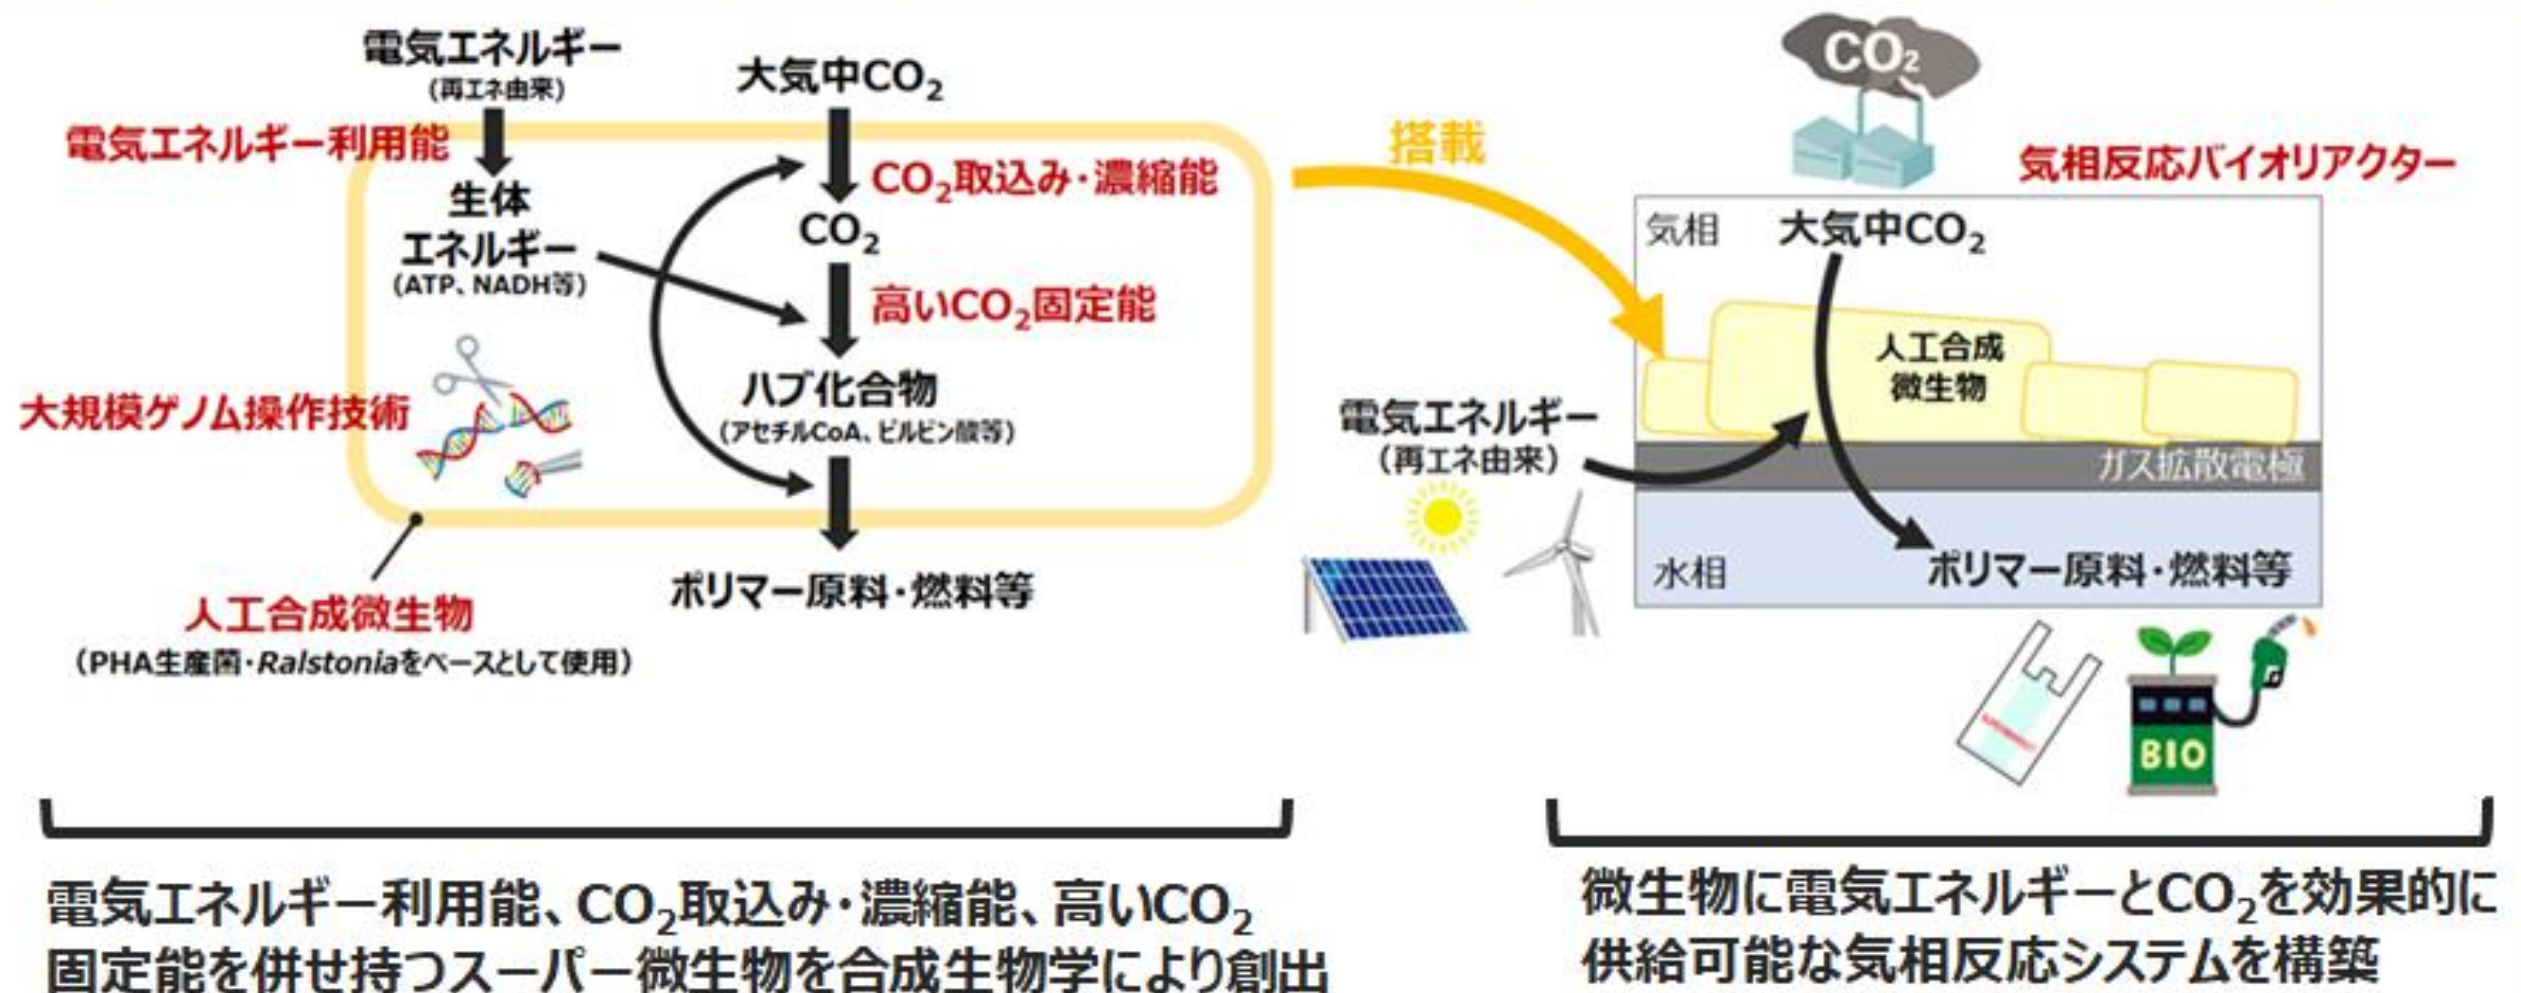 電気エネルギー
(再エネ由来)
大気中CO₂
電気エネルギー利用能
生体
エネルギー
(ATP、NADH等)
CO₂取込み・濃縮能
CO₂
高いCO₂固定能
ハブ化合物
(アセチルCoA、ピルビン酸等)
大規模ゲノム操作技術
ポリマー原料・燃料等
人工合成微生物
(PHA生産菌・Ralstoniaをベースとして使用)
搭載
CO₂
気相反応バイオリアクター
気相
大気中CO₂
人工合成
微生物
電気エネルギー
(再エネ由来)
ガス拡散電極
水相
ポリマー原料・燃料等
BIO
電気エネルギー利用能、CO₂取込み・濃縮能、高いCO₂
固定能を併せ持つスーパー微生物を合成生物学により創出
微生物に電気エネルギーとCO₂を効果的に
供給可能な気相反応システムを構築